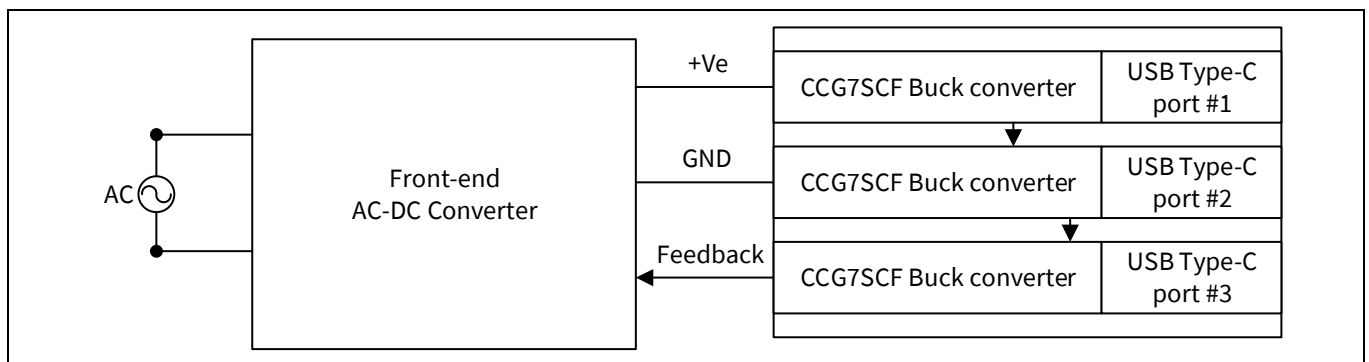 AC
Front-end
AC-DC Converter
+Ve
GND
Feedback
CCG7SCF Buck converter
USB Type-C
port #1
CCG7SCF Buck converter
USB Type-C
port #2
CCG7SCF Buck converter
USB Type-C
port #3